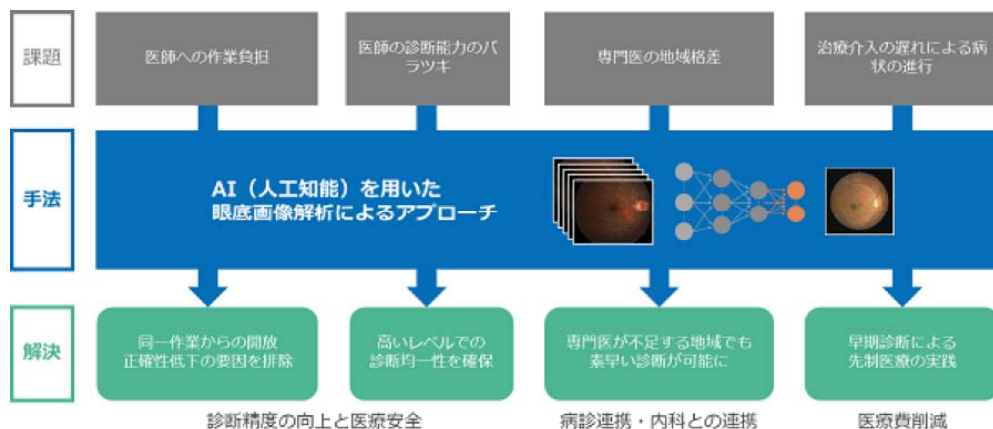 課題
医師への作業負担
医師の診断能力のバ
ラツキ
専門医の地域格差
治療介入の遅れによる病
状の進行
手法
AI（人工知能）を用いた
眼底画像解析によるアプローチ
解決
同一作業からの開放
正確性低下の要因を排除
高いレベルでの
診断均一性を確保
専門医が不足する地域でも
素早い診断が可能に
早期診断による
先制医療の実践
診断精度の向上と医療安全
病診連携・内科との連携
医療費削減